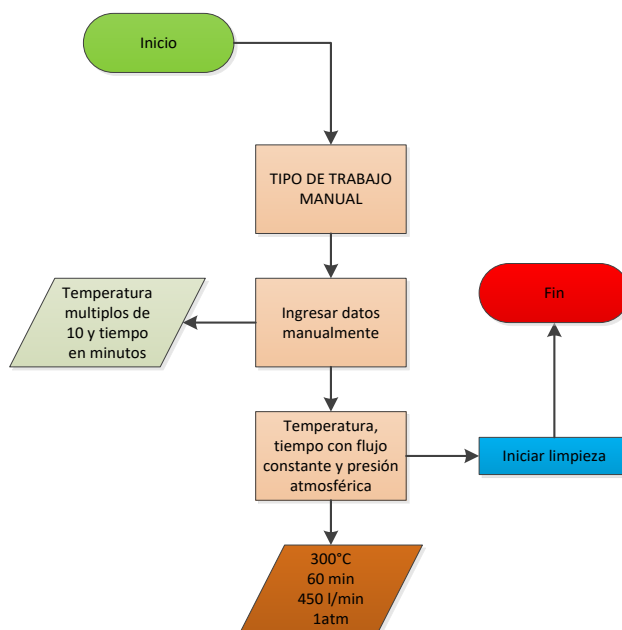 Inicio
TIPO DE TRABAJO
MANUAL
Temperatura
multiplos de
10 y tiempo
en minutos
Ingresar datos
manualmente
Fin
Temperatura,
tiempo con flujo
constante y presión
atmosférica
Iniciar limpieza
300°C
60 min
450 l/min
1atm